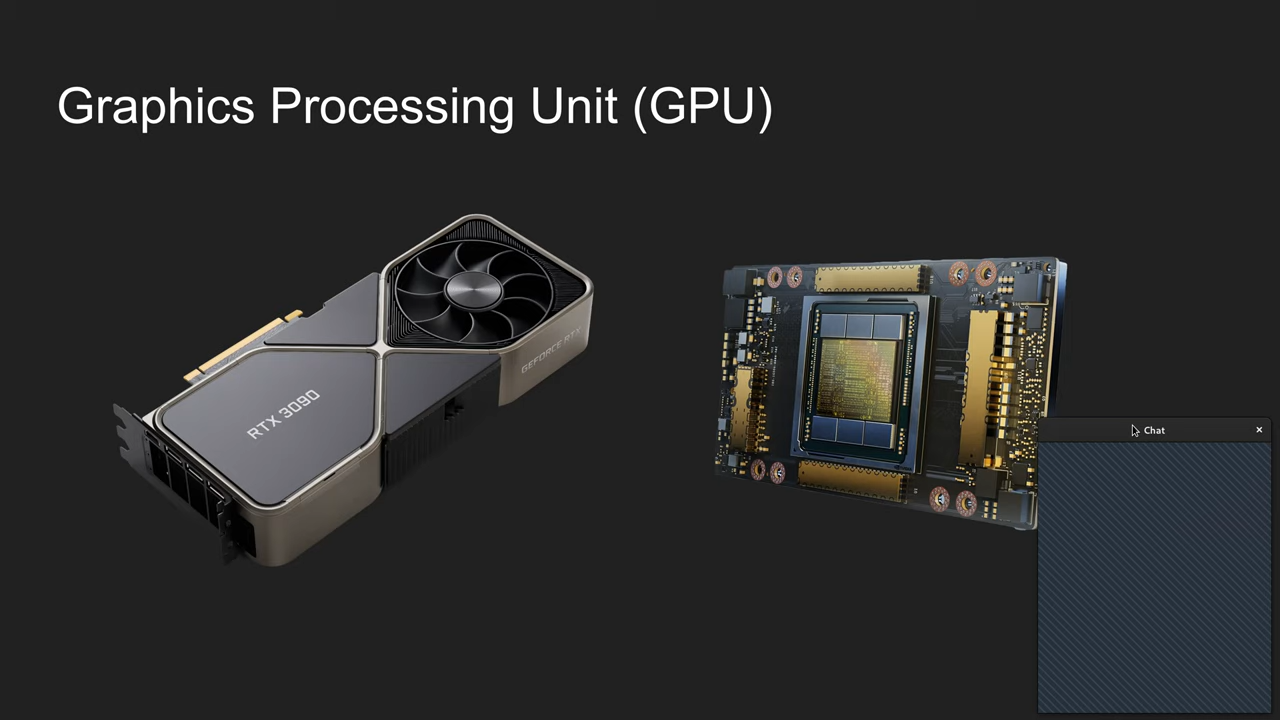 Graphics Processing Unit (GPU)
GEFORCE RTX
RTX 3090
Chat